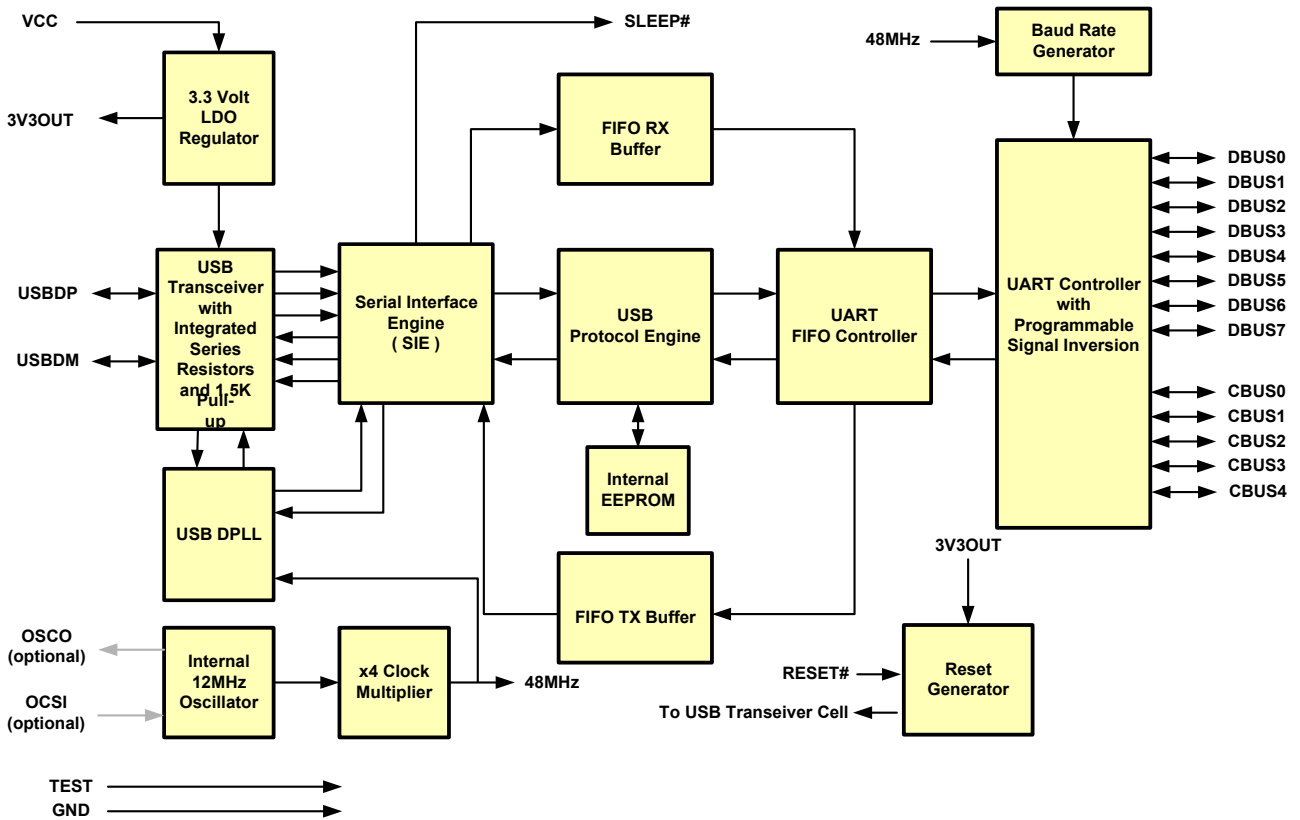 VCC
SLEEP#
48MHz
Baud Rate
Generator
3.3 Volt
LDO
Regulator
3V3OUT
FIFO RX
Buffer
DBUS0
DBUS1
DBUS2
DBUS3
DBUS4
DBUS5
DBUS6
DBUS7
CBUS0
CBUS1
CBUS2
CBUS3
CBUS4
USBDP
USBDM
USB
Transceiver
with
Integrated
Series
Resistors
and 1.5K
Pull-
up
Serial Interface
Engine
( SIE )
USB
Protocol Engine
UART
FIFO Controller
UART Controller
with
Programmable
Signal Inversion
Internal
EEPROM
USB DPLL
FIFO TX Buffer
3V3OUT
OSCO
(optional)
OCSI
(optional)
Internal
12MHz
Oscillator
x4 Clock
Multiplier
48MHz
RESET#
Reset
Generator
To USB Transeiver Cell
TEST
GND